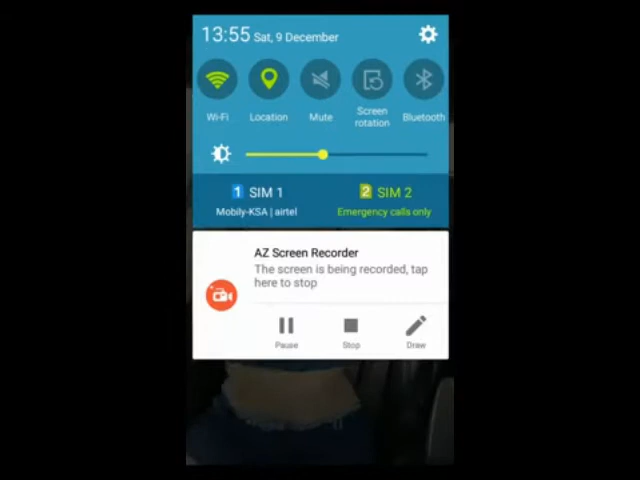 13:55 Sat, 9 December
Wi-Fi Location Mute Screen rotation Bluetooth
1 SIM 1 2 SIM 2
Mobily-KSA | airtel Emergency calls only
AZ Screen Recorder
The screen is being recorded, tap
here to stop
Pause Stop Draw